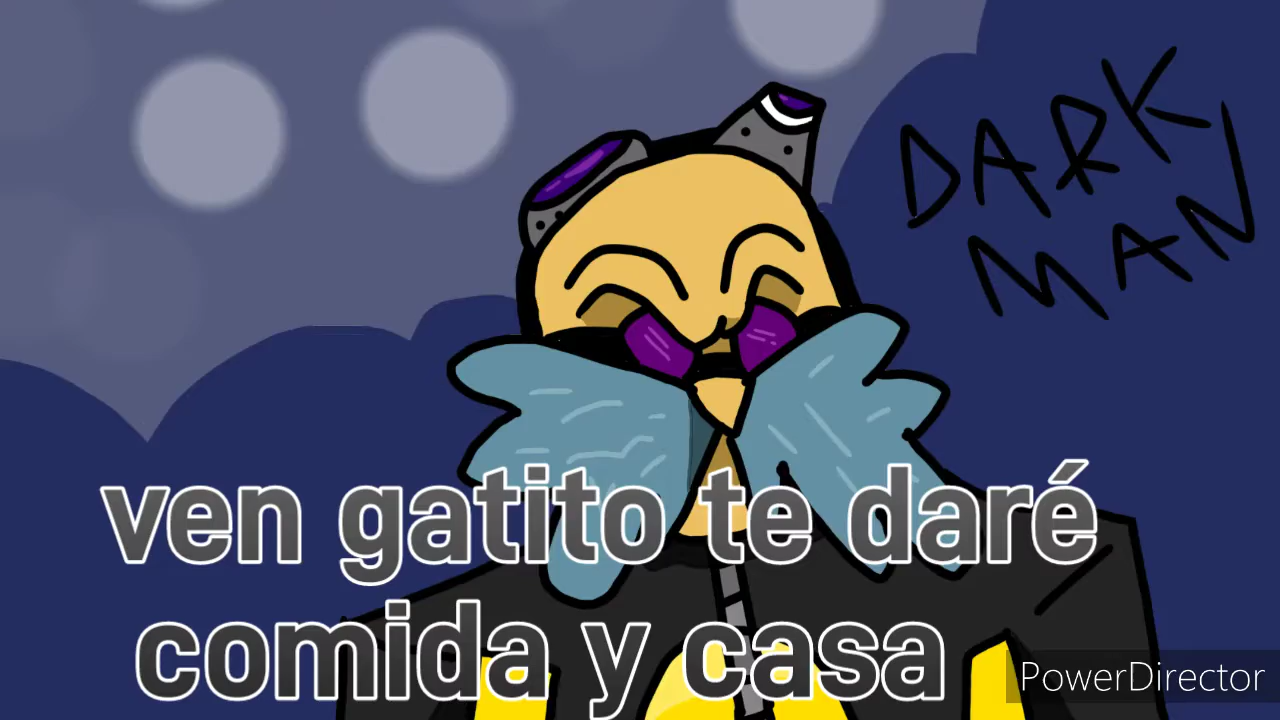 DARK
MAN
ven gatito te daré
comida y casa
PowerDirector